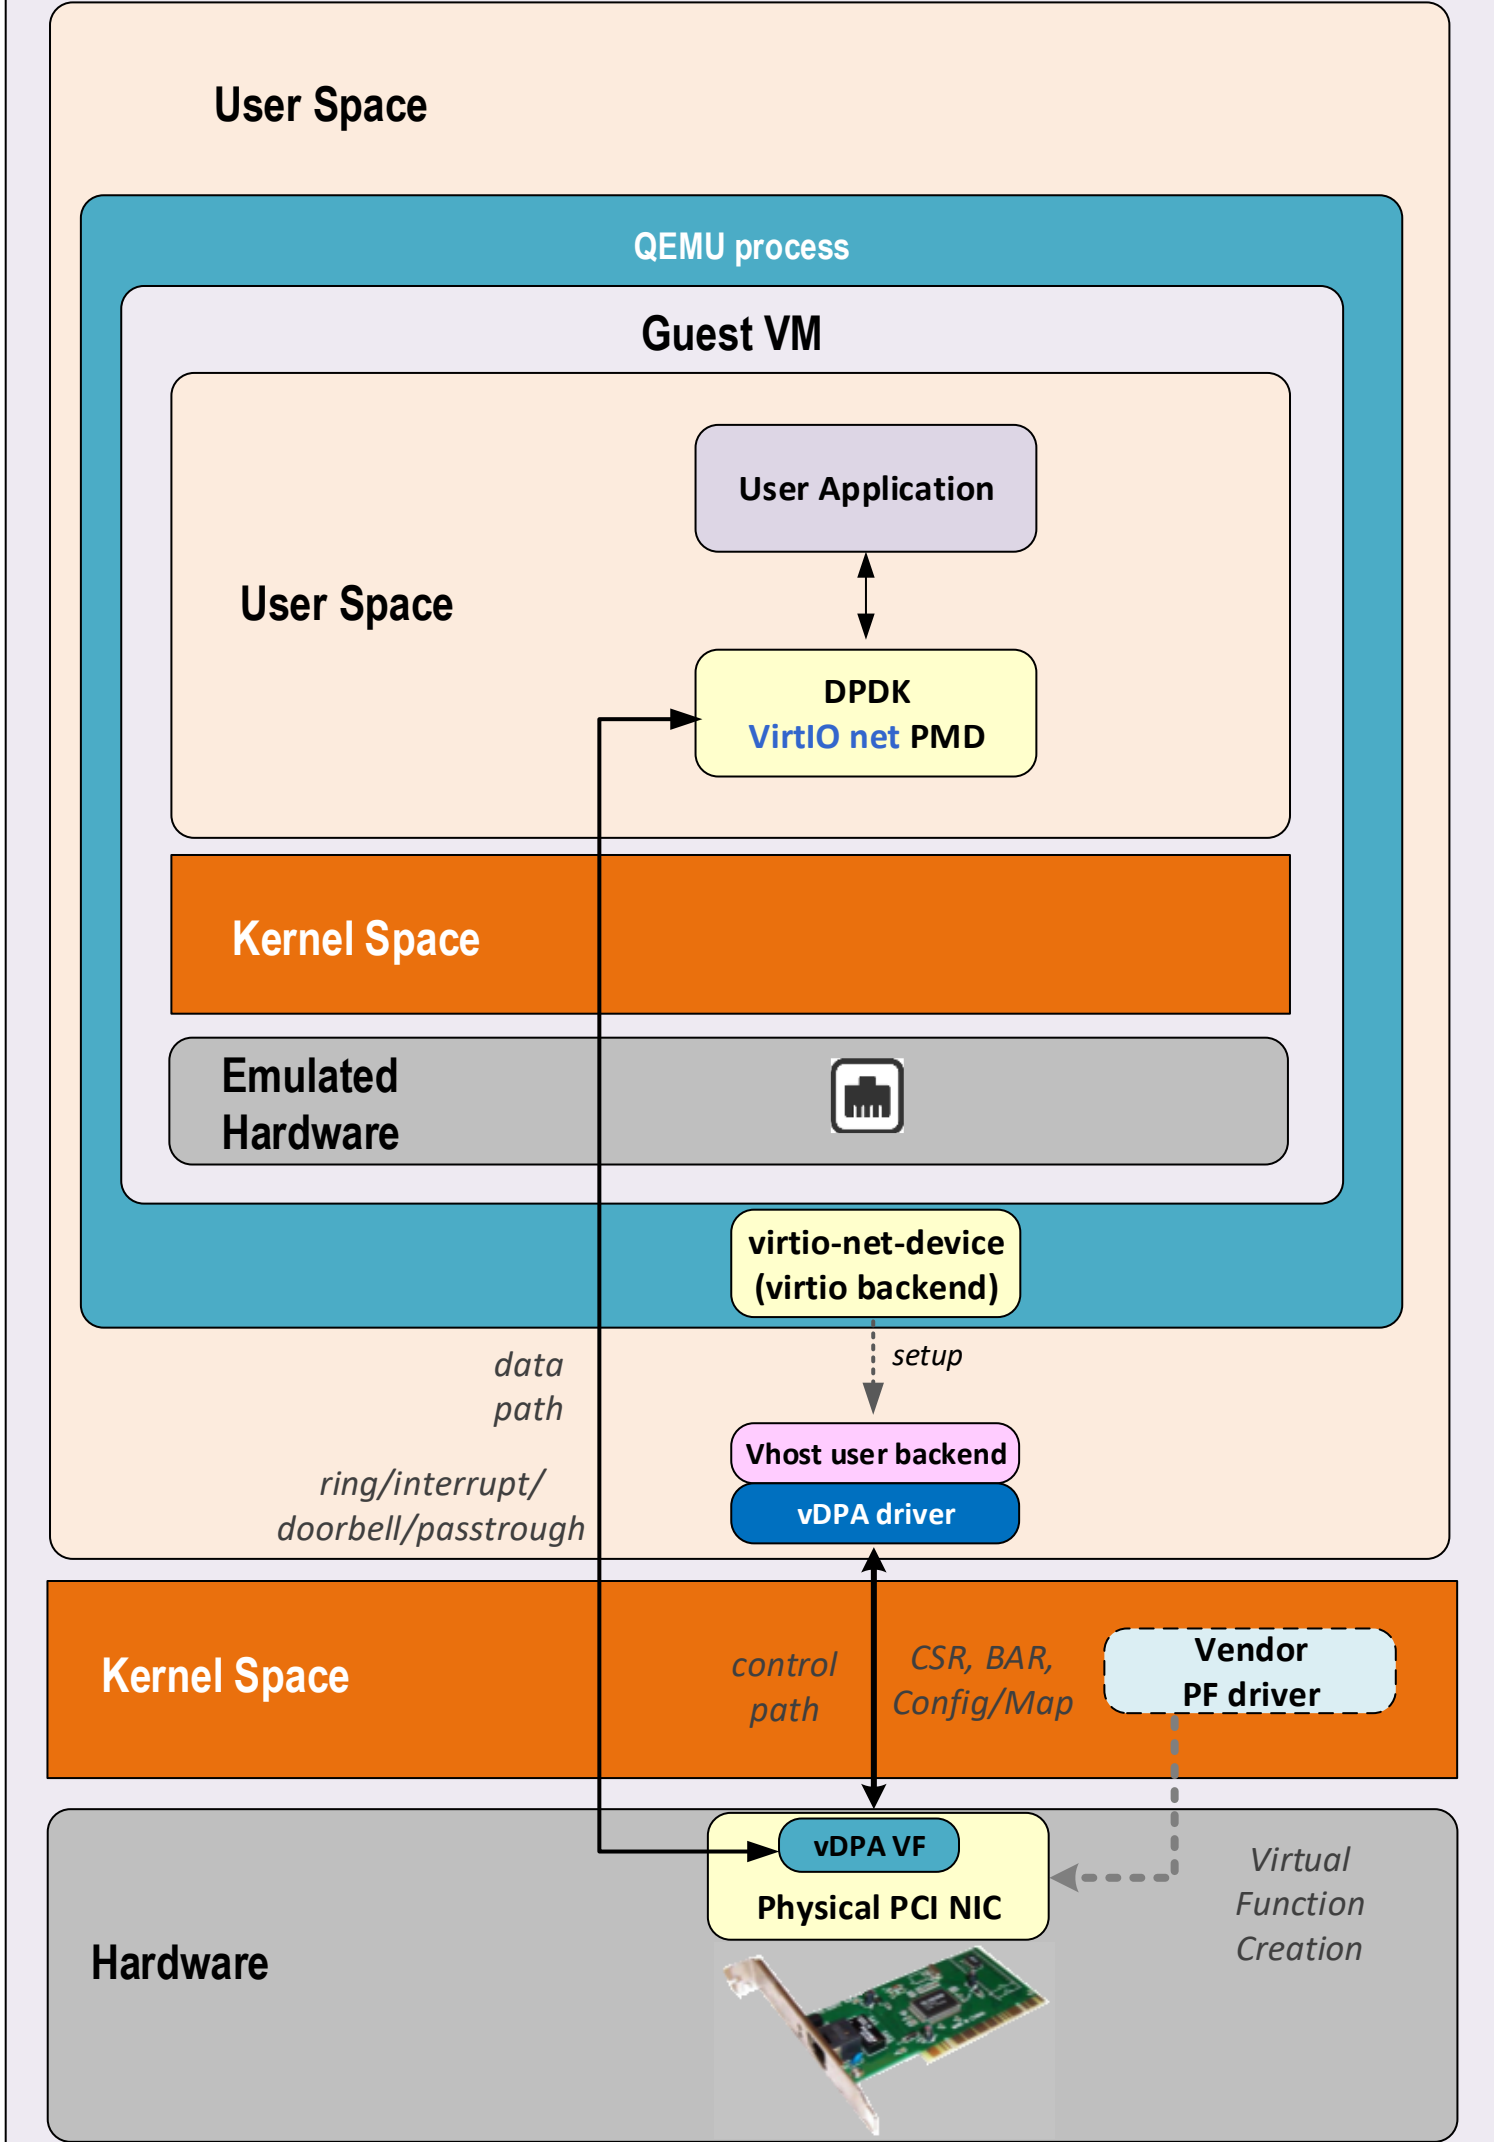 User Space
QEMU process
Guest VM
User Application
User Space
DPDK
VirtIO net PMD
Kernel Space
Emulated
Hardware
virtio-net-device
(virtio backend)
data
path
setup
Vhost user backend
ring/interrupt/
doorbell/passtrough
vDPA driver
Kernel Space
control
path
CSR, BAR,
Config/Map
Vendor
PF driver
vDPA VF
Physical PCI NIC
Virtual
Function
Creation
Hardware